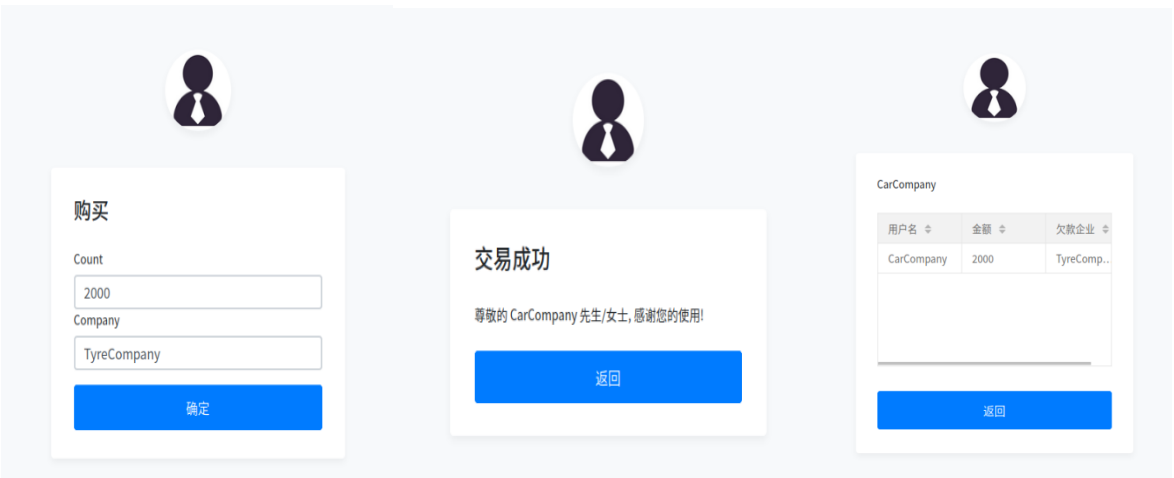 购买
Count
2000
Company
TyreCompany
确定
交易成功
尊敬的 CarCompany 先生/女士, 感谢您的使用!
返回
CarCompany
用户名 金额 欠款企业
CarCompany 2000 TyreComp..
返回